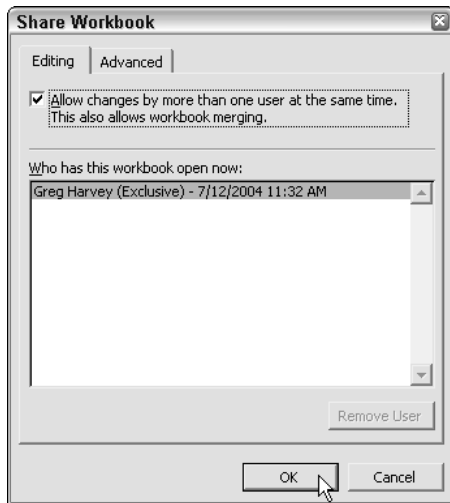 Share Workbook
Editing
Advanced
Allow changes by more than one user at the same time.
This also allows workbook merging.
Who has this workbook open now:
Greg Harvey (Exclusive) - 7/12/2004 11:32 AM
Remove User
OK
Cancel